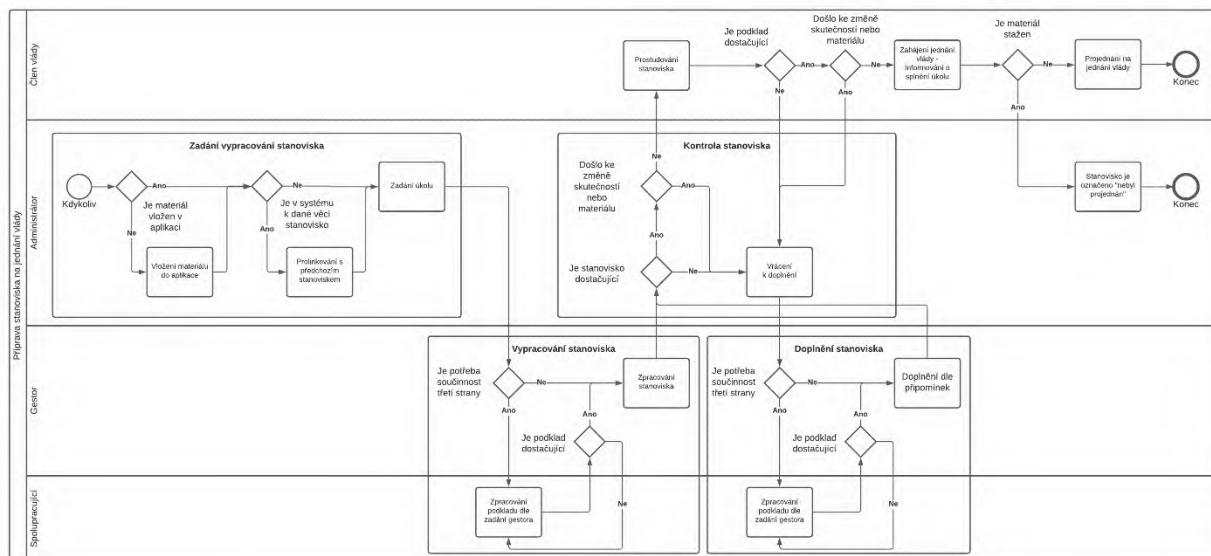 Příprava stanoviska na jednání vlády
Člen vlády
Prostudování
stanoviska
Je podklad
dostačující
Ano
Ne
Došlo ke změně
skutečností nebo
materiálu
Ne
Ano
Zahájení jednání
vlády -
informování o
splnění úkolu
Je materiál
stažen
Ne
Ano
Projednání na
jednání vlády
Konec
Administrátor
Zadání vypracování stanoviska
Kdykoliv
Ano
Je materiál
vložen v
aplikaci
Ne
Vložení materiálu
do aplikace
Ne
Je v systému
k dané věci
stanovisko
Ano
Prolinkování s
předchozím
stanoviskem
Zadání úkolu
Kontrola stanoviska
Ne
Došlo ke
změně
skutečností
nebo
materiálu
Ano
Ano
Je stanovisko
dostačující
Ne
Vrácení
k doplnění
Stanovisko je
označeno "nebyl
projednán"
Konec
Gestor
Vypracování stanoviska
Je potřeba
součinnost
třetí strany
Ne
Ano
Zpracování
stanoviska
Ano
Je podklad
dostačující
Ne
Doplnění stanoviska
Je potřeba
součinnost
třetí strany
Ne
Ano
Doplnění dle
připomínek
Ano
Je podklad
dostačující
Ne
Spolupracující
Zpracování
podkladu dle
zadání gestora
Zpracování
podkladu dle
zadání gestora